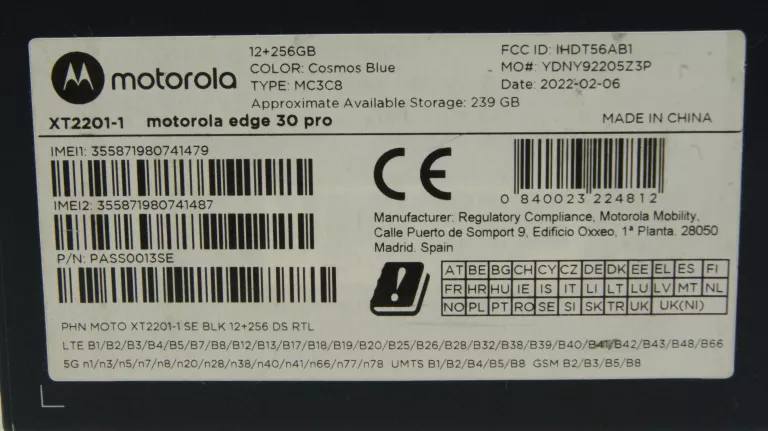 motorola
12+256GB
COLOR: Cosmos Blue
TYPE: MC3C8
Approximate Available Storage: 239 GB
FCC ID: IHDT56AB1
MO#: YDNY92205Z3P
Date: 2022-02-06
XT2201-1 motorola edge 30 pro
MADE IN CHINA
IMEI1: 355871980741479
IMEI2: 355871980741487
P/N: PASS0013SE
CE
0 840023 224812
Manufacturer: Regulatory Compliance, Motorola Mobility,
Calle Puerto de Somport 9, Edificio Oxxeo, 1ª Planta. 28050
Madrid. Spain
AT BE BG CH CY CZ DE DK EE EL ES FI
FR HR HU IE IS IT LI LT LU LV MT NL
NO PL PT RO SE SI SK TR UK UK(NI)
PHN MOTO XT2201-1 SE BLK 12+256 DS RTL
LTE B1/B2/B3/B4/B5/B7/B8/B12/B13/B17/B18/B19/B20/B25/B26/B28/B32/B38/B39/B40/B41/B42/B43/B48/B66
5G n1/n3/n5/n7/n8/n20/n28/n38/n40/n41/n66/n77/n78 UMTS B1/B2/B4/B5/B8 GSM B2/B3/B5/B8